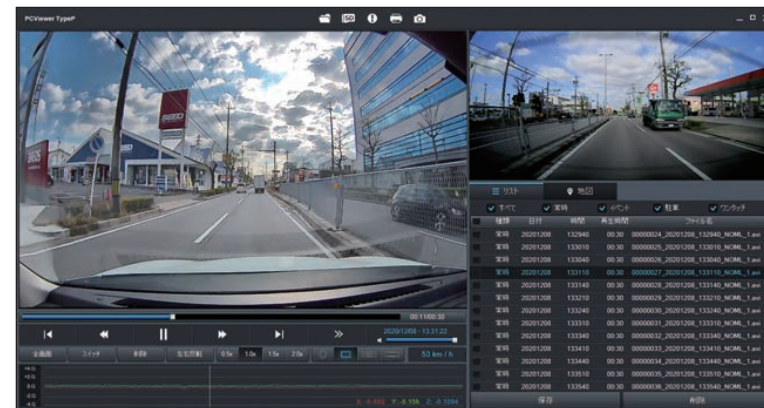 PCViewer TypeP
SEED
リスト
地図
すべて
常時
イベント
駐車
ワンタッチ
種類 日付 時間 再生時間 ファイル名
常時 20201208 132940 00:30 00000024_20201208_132940_NOML_1.avi
常時 20201208 133010 00:30 00000025_20201208_133010_NOML_1.avi
常時 20201208 133040 00:30 00000026_20201208_133040_NOML_1.avi
常時 20201208 133110 00:30 00000027_20201208_133110_NOML_1.avi
常時 20201208 133140 00:30 00000028_20201208_133140_NOML_1.avi
常時 20201208 133210 00:30 00000029_20201208_133210_NOML_1.avi
常時 20201208 133240 00:30 00000030_20201208_133240_NOML_1.avi
常時 20201208 133310 00:30 00000031_20201208_133310_NOML_1.avi
常時 20201208 133340 00:30 00000032_20201208_133340_NOML_1.avi
常時 20201208 133410 00:30 00000033_20201208_133410_NOML_1.avi
常時 20201208 133440 00:30 00000034_20201208_133440_NOML_1.avi
常時 20201208 133510 00:30 00000035_20201208_133510_NOML_1.avi
常時 20201208 133540 00:30 00000036_20201208_133540_NOML_1.avi
保存
削除
00:11/00:30
2020/12/08 - 13:31:22
全画面
スイッチ
削除
左右反転
0.5x 1.0x 1.5x 2.0x
53 km / h
X: -0.403 Y: -0.156 Z: -0.1094